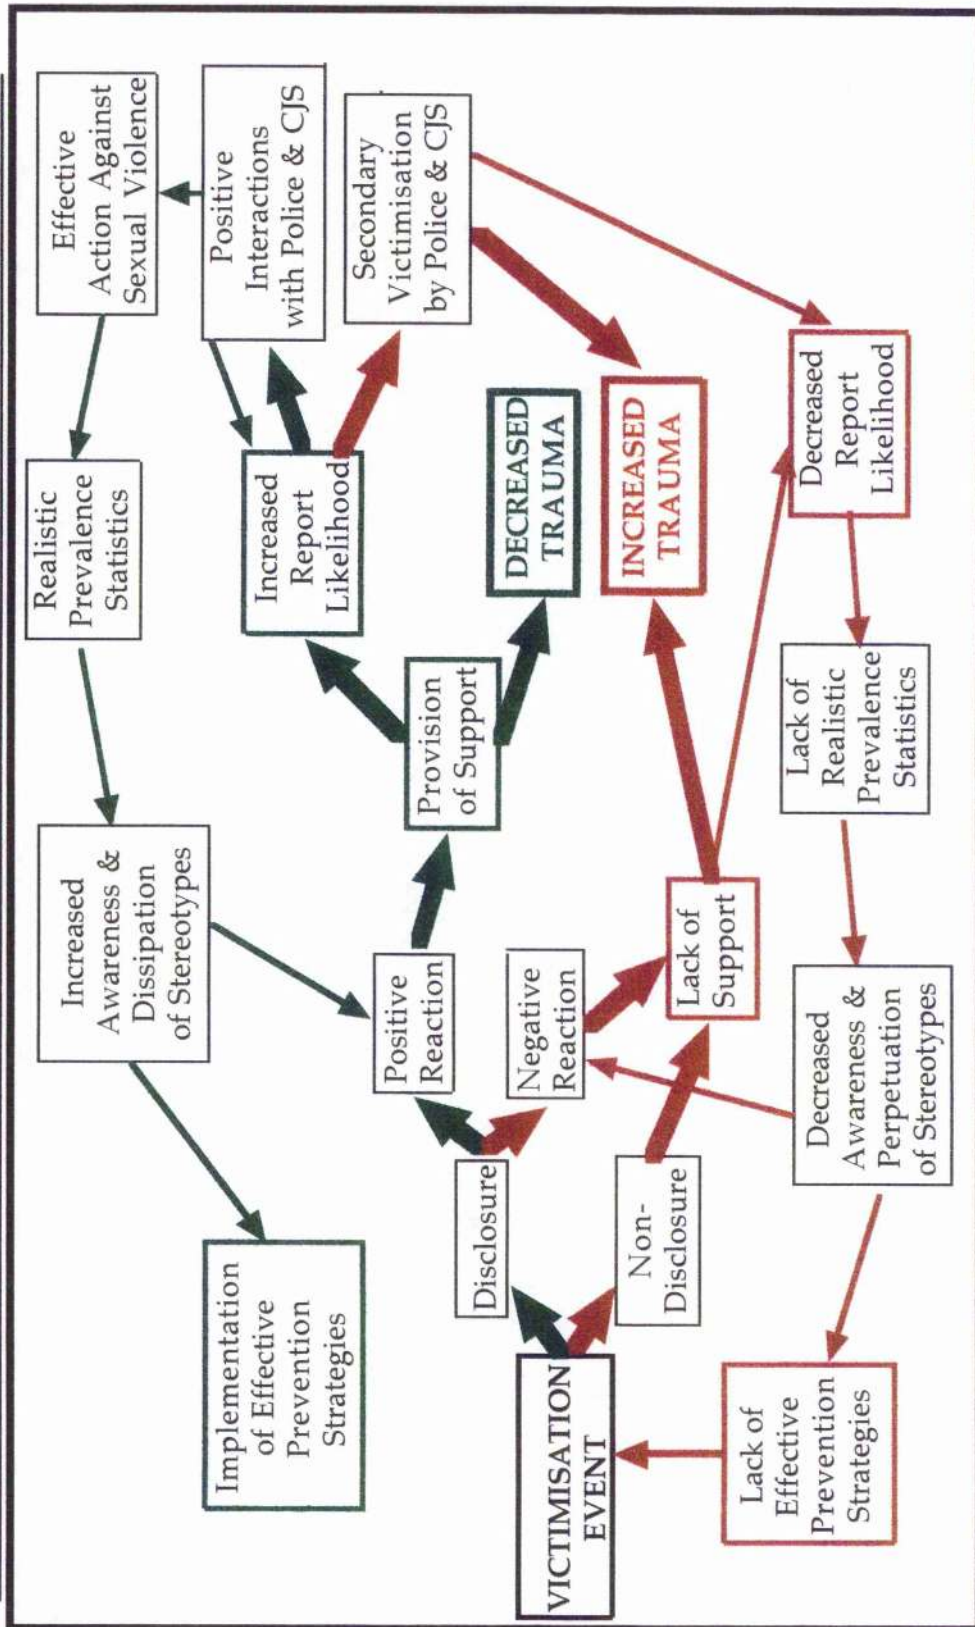 Implementation
of Effective
Prevention
Strategies
Increased
Awareness &
Dissipation
of Stereotypes
Realistic
Prevalence
Statistics
Effective
Action Against
Sexual Violence
Positive
Interactions
with Police & CJS
Increased
Report
Likelihood
Secondary
Victimisation
by Police & CJS
Positive
Reaction
Provision
of Support
Disclosure
DECREASED
TRAUMA
VICTIMISATION
EVENT
Negative
Reaction
INCREASED
TRAUMA
Non-
Disclosure
Lack of
Support
Lack of
Effective
Prevention
Strategies
Decreased
Awareness &
Perpetuation
of Stereotypes
Lack of
Realistic
Prevalence
Statistics
Decreased
Report
Likelihood